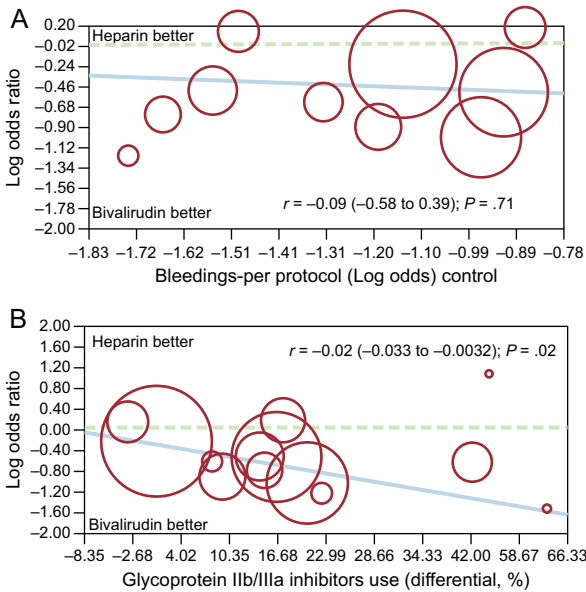 A
Heparin better
Log odds ratio
0.20
–0.02
–0.24
–0.46
–0.68
–0.90
–1.12
–1.34
–1.56
–1.78
–2.00
r = –0.09 (–0.58 to 0.39); P = .71
Bivalirudin better
–1.83 –1.72 –1.61 –1.51 –1.41 –1.31 –1.20 –1.10 –0.99 –0.89 –0.78
Bleedings-per protocol (Log odds) control
B
Heparin better
Log odds ratio
2.00
1.60
1.20
0.80
0.40
0.00
–0.40
–0.80
–1.20
–1.60
–2.00
r = –0.02 (–0.033 to –0.0032); P = .02
Bivalirudin better
–8.35 –2.68 4.02 10.35 16.68 22.99 28.66 34.33 42.00 58.67 66.33
Glycoprotein IIb/IIIa inhibitors use (differential, %)